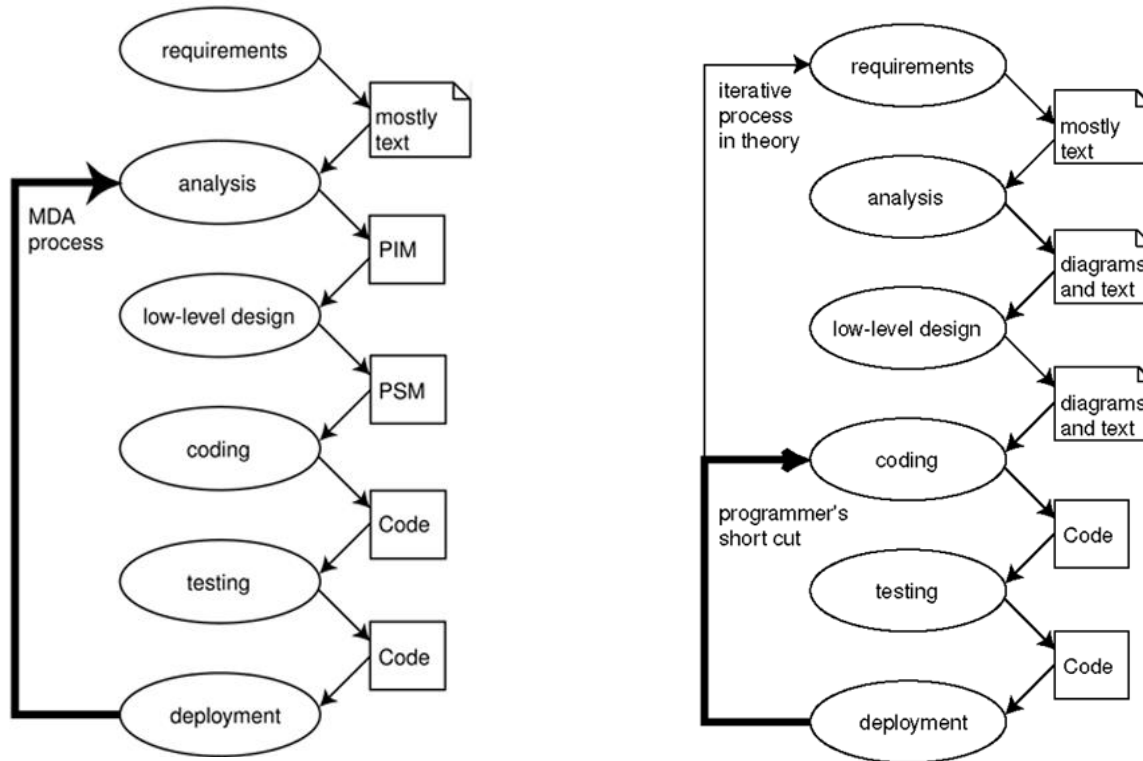 requirements
mostly
text
analysis
MDA
process
PIM
low-level design
PSM
coding
Code
testing
Code
deployment
requirements
iterative
process
in theory
mostly
text
analysis
diagrams
and text
low-level design
diagrams
and text
coding
programmer's
short cut
Code
testing
Code
deployment